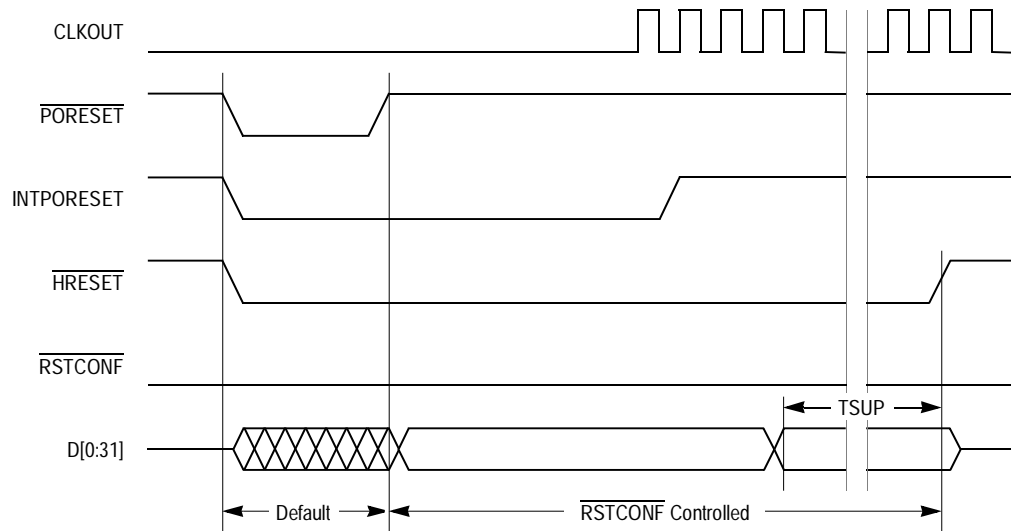 CLKOUT
PORESET
INTPORESET
HRESET
RSTCONF
TSUP
D[0:31]
Default
RSTCONF Controlled